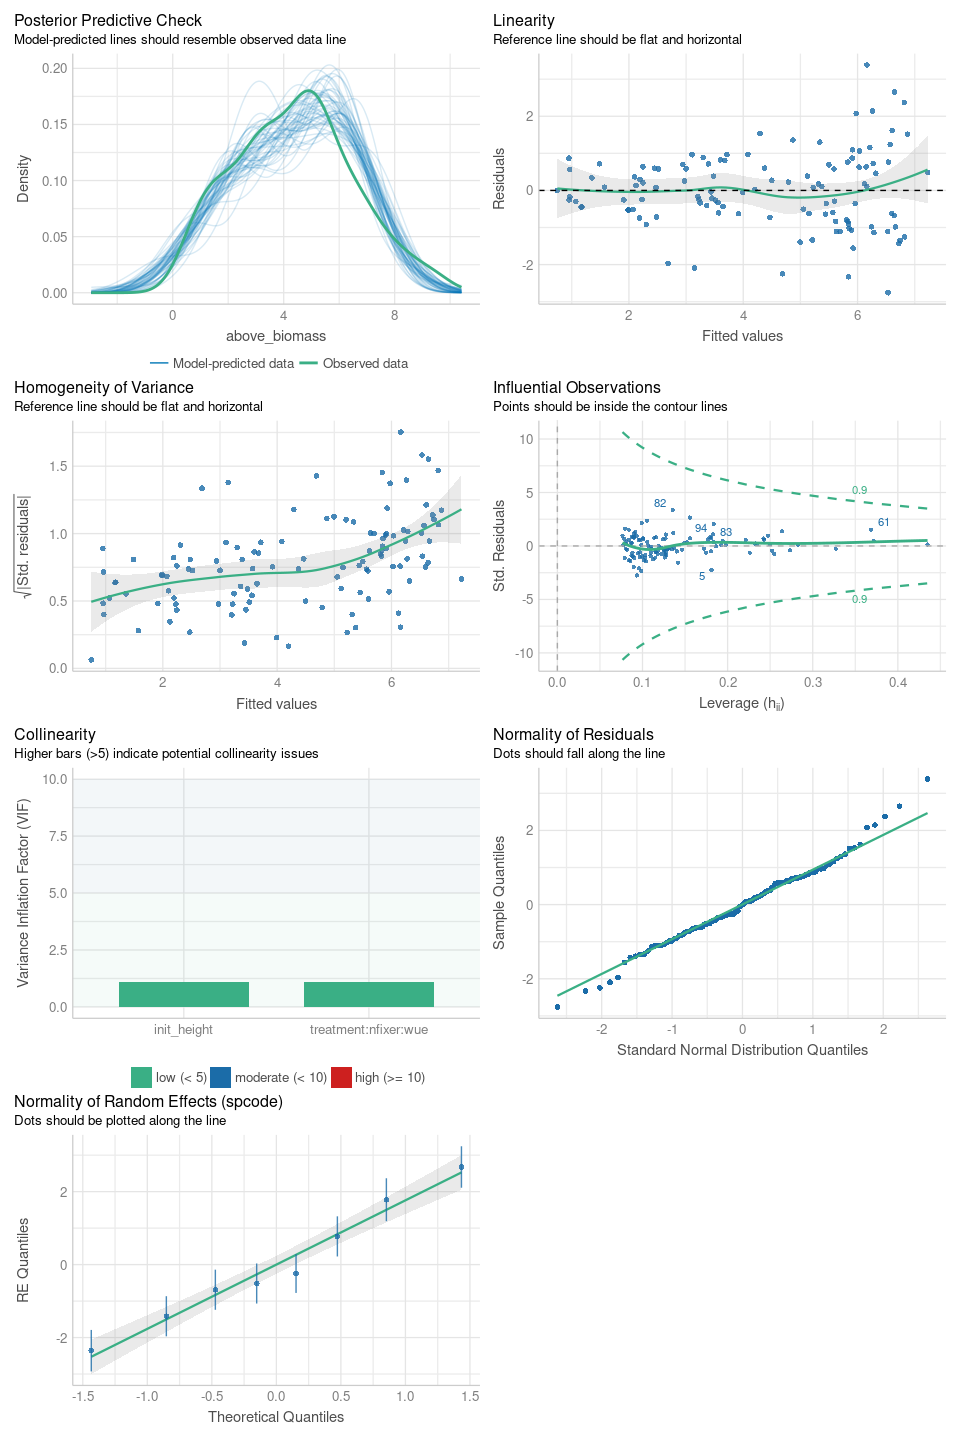 Posterior Predictive Check
Model-predicted lines should resemble observed data line
0.20
0.15
0.10
0.05
0.00
Density
0 4 8
above_biomass
Model-predicted data Observed data
Linearity
Reference line should be flat and horizontal
2
0
-2
Residuals
2 4 6
Fitted values
Homogeneity of Variance
Reference line should be flat and horizontal
1.5
1.0
0.5
0.0
√|Std. residuals|
2 4 6
Fitted values
Influential Observations
Points should be inside the contour lines
10
5
0
-5
-10
Std. Residuals
0.9
82
61
94
83
5
0.9
0.0 0.1 0.2 0.3 0.4
Leverage (hii)
Collinearity
Higher bars (>5) indicate potential collinearity issues
10.0
7.5
5.0
2.5
0.0
Variance Inflation Factor (VIF)
init_height treatment:nfixer:wue
low (< 5) moderate (< 10) high (>= 10)
Normality of Residuals
Dots should fall along the line
2
0
-2
Sample Quantiles
-2 -1 0 1 2
Standard Normal Distribution Quantiles
Normality of Random Effects (spcode)
Dots should be plotted along the line
2
0
-2
RE Quantiles
-1.5 -1.0 -0.5 0.0 0.5 1.0 1.5
Theoretical Quantiles